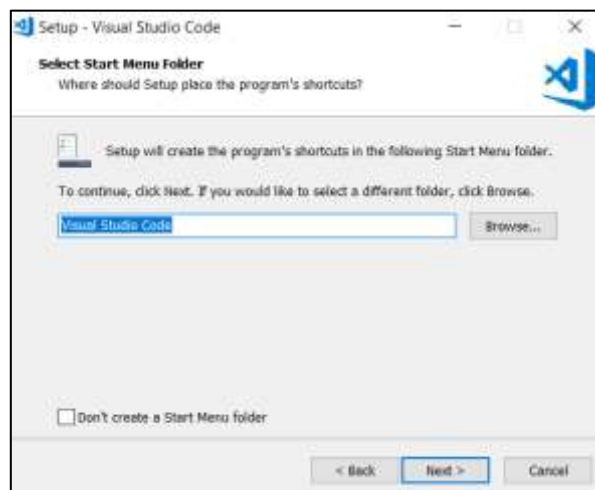 Setup - Visual Studio Code
Select Start Menu Folder
Where should Setup place the program's shortcuts?
Setup will create the program's shortcuts in the following Start Menu folder.
To continue, click Next. If you would like to select a different folder, click Browse.
Visual Studio Code
Browse...
Don't create a Start Menu folder
< Back
Next >
Cancel